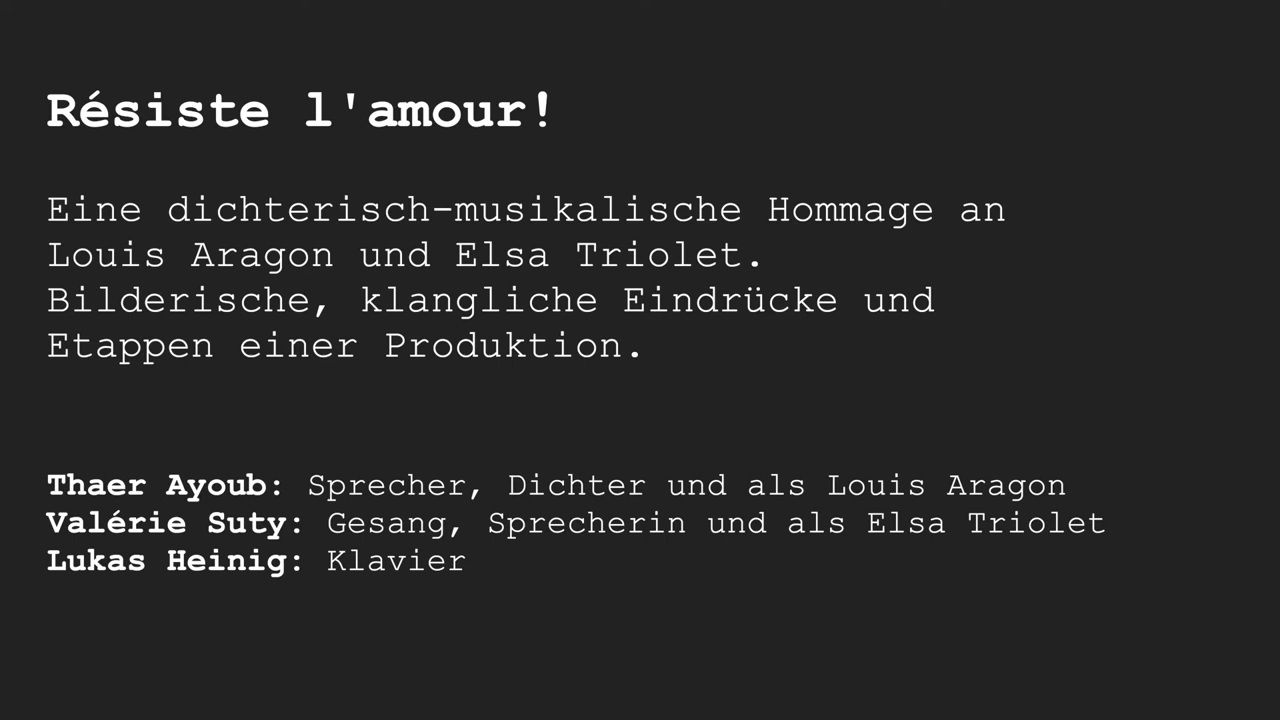 Résiste l'amour!
Eine dichterisch-musikalische Hommage an
Louis Aragon und Elsa Triolet.
Bilderische, klangliche Eindrücke und
Etappen einer Produktion.
Thaer Ayoub: Sprecher, Dichter und als Louis Aragon
Valérie Suty: Gesang, Sprecherin und als Elsa Triolet
Lukas Heinig: Klavier